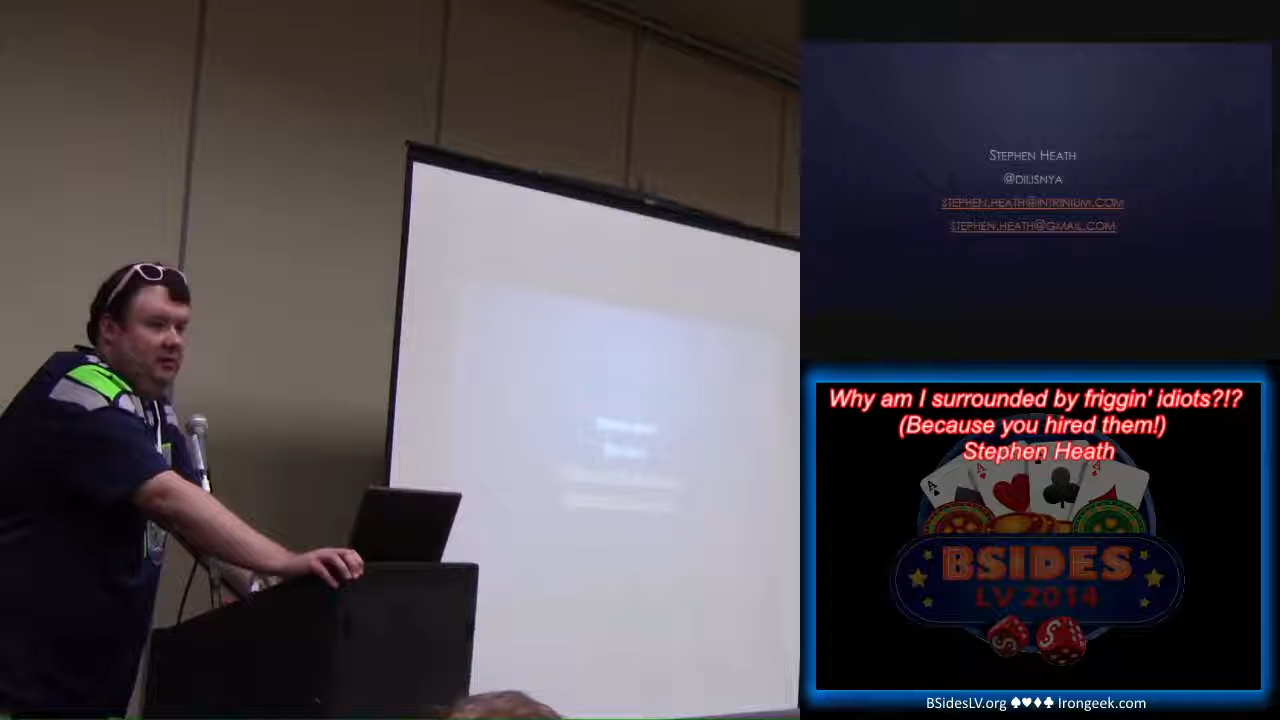 STEPHEN HEATH
@DILISNYA
STEPHEN.HEATH@INTRINIUM.COM
STEPHEN.HEATH@GMAIL.COM
Why am I surrounded by friggin' idiots?!?
(Because you hired them!)
Stephen Heath
A
A
A
BSIDES
LV 2014
S
S
BSidesLV.org ♠♥♦♣ Irongeek.com